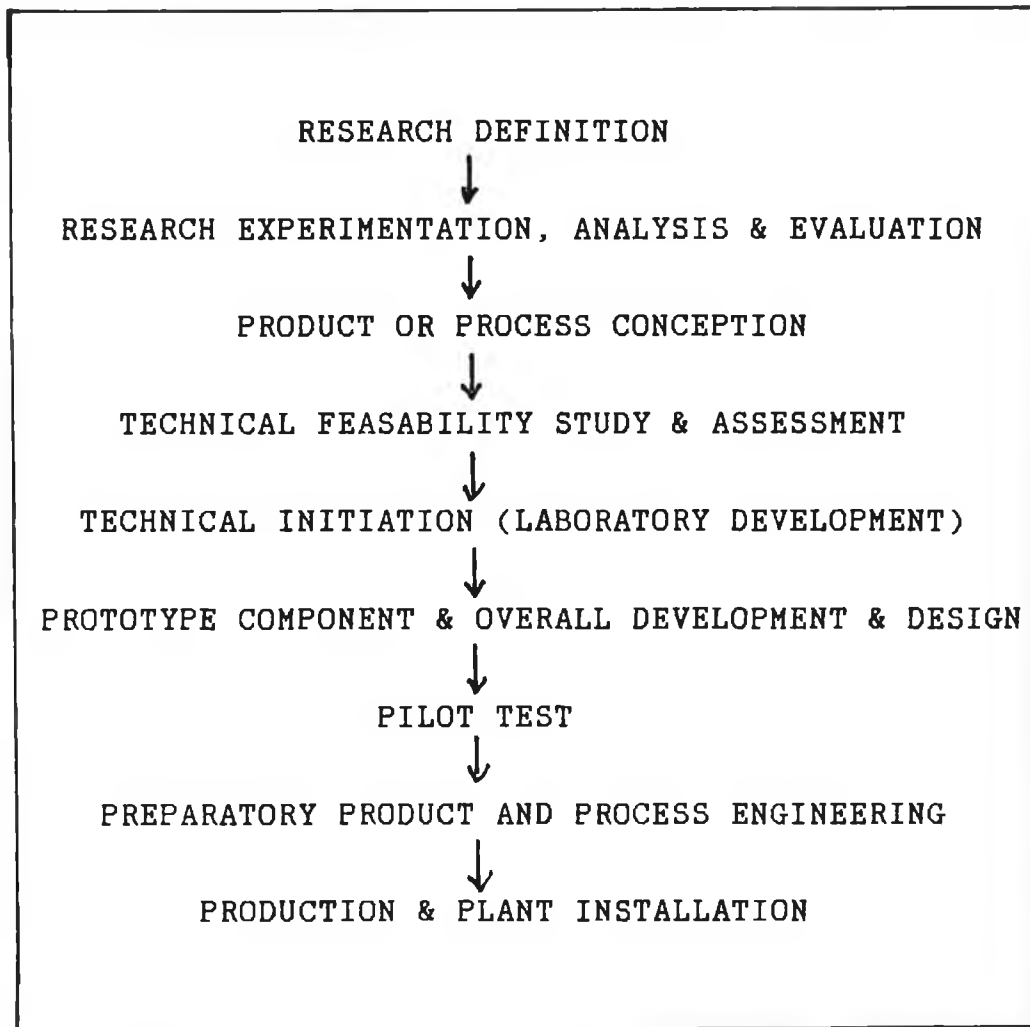 RESEARCH DEFINITION
RESEARCH EXPERIMENTATION, ANALYSIS & EVALUATION
PRODUCT OR PROCESS CONCEPTION
TECHNICAL FEASABILITY STUDY & ASSESSMENT
TECHNICAL INITIATION (LABORATORY DEVELOPMENT)
PROTOTYPE COMPONENT & OVERALL DEVELOPMENT & DESIGN
PILOT TEST
PREPARATORY PRODUCT AND PROCESS ENGINEERING
PRODUCTION & PLANT INSTALLATION